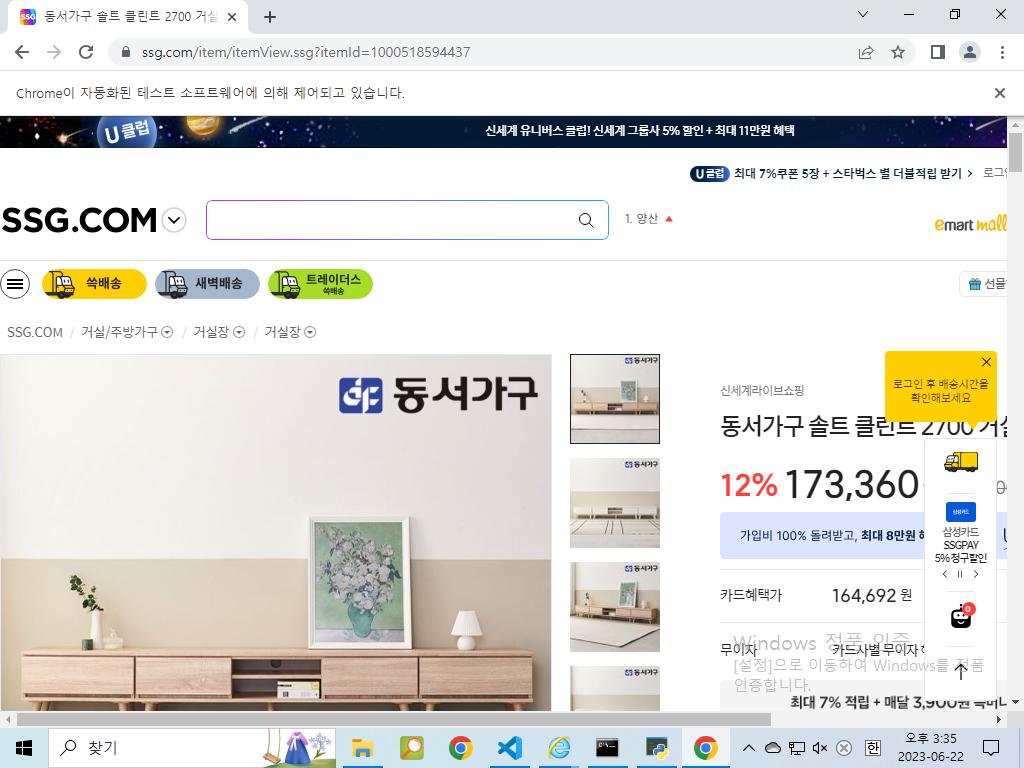 동서가구 솔트 클린트 2700 거실
ssg.com/item/itemView.ssg?itemId=1000518594437
Chrome이 자동화된 테스트 소프트웨어에 의해 제어되고 있습니다.
U클럽
신세계 유니버스 클럽! 신세계 그룹사 5% 할인 + 최대 11만원 혜택
U클럽 최대 7%쿠폰 5장 + 스타벅스 별 더블적립 받기 > 로그인
SSG.COM
1. 양산
emart mall
쓱배송
새벽배송
트레이더스
쓱배송
선물
SSG.COM / 거실/주방가구 / 거실장 / 거실장
동서가구
로그인 후 배송시간을
확인해보세요
신세계라이브쇼핑
동서가구 솔트 클린트 2700 거실
12% 173,360
가입비 100% 돌려받고, 최대 8만원
삼성카드
삼성카드
SSGPAY
5% 청구할인
카드혜택가 164,692 원
0
무이자 카드사별 무이자
Windows 정품 인증
[설정]으로 이동하여 Windows를 정품
인증합니다.
최대 7% 적립 + 매달 3,900원
찾기
오후 3:35
한
2023-06-22